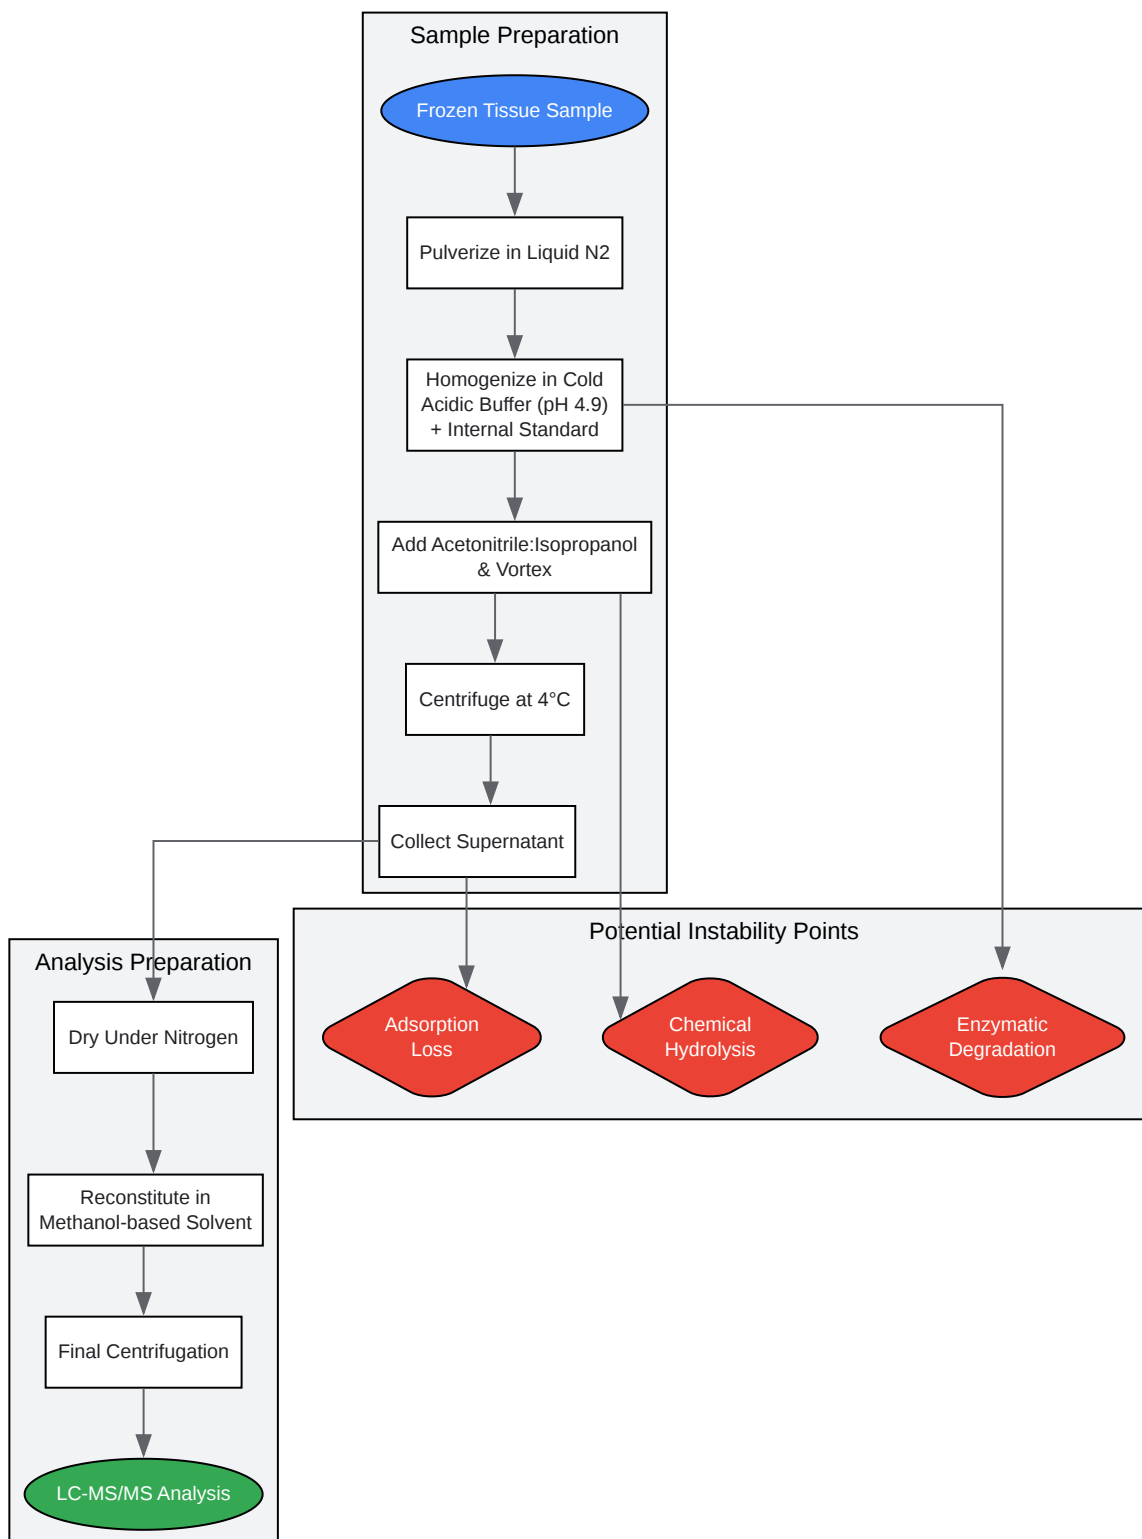 Sample Preparation
Frozen Tissue Sample
Pulverize in Liquid N2
Homogenize in Cold
Acidic Buffer (pH 4.9)
+ Internal Standard
Add Acetonitrile:Isopropanol
& Vortex
Centrifuge at 4°C
Collect Supernatant
Potential Instability Points
Adsorption
Loss
Chemical
Hydrolysis
Enzymatic
Degradation
Analysis Preparation
Dry Under Nitrogen
Reconstitute in
Methanol-based Solvent
Final Centrifugation
LC-MS/MS Analysis